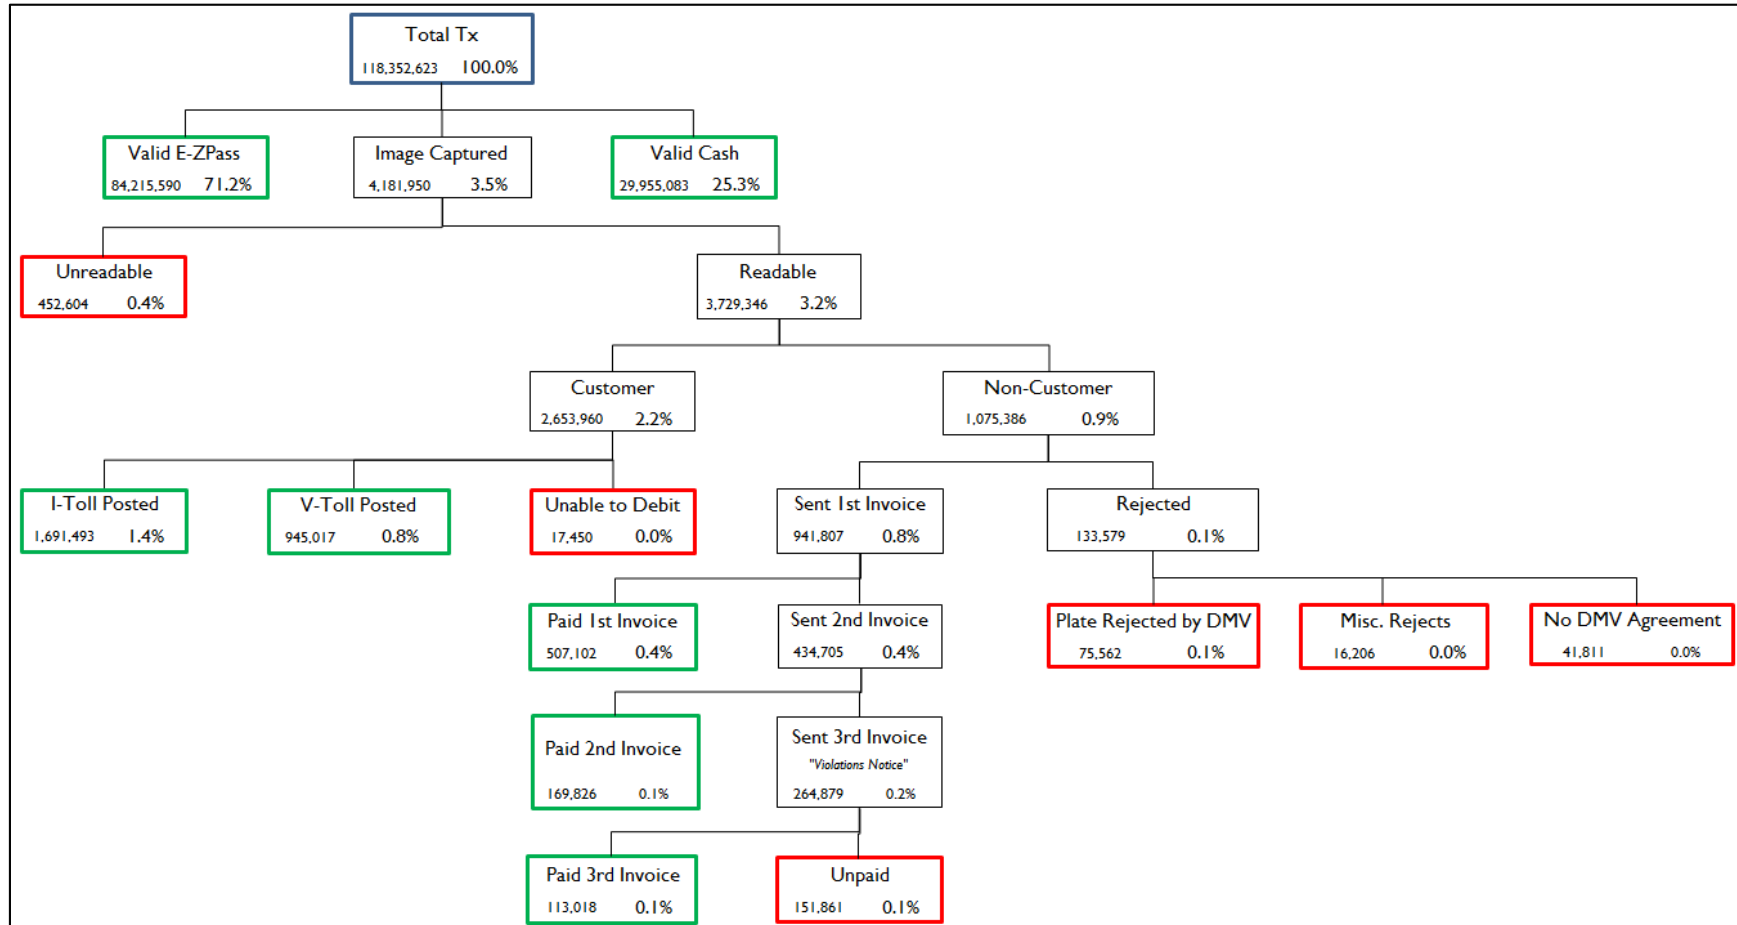 Total Tx
118,352,623 100.0%
Valid E-ZPass
84,215,590 71.2%
Image Captured
4,181,950 3.5%
Valid Cash
29,955,083 25.3%
Unreadable
452,604 0.4%
Readable
3,729,346 3.2%
Customer
2,653,960 2.2%
Non-Customer
1,075,386 0.9%
I-Toll Posted
1,691,493 1.4%
V-Toll Posted
945,017 0.8%
Unable to Debit
17,450 0.0%
Sent 1st Invoice
941,807 0.8%
Rejected
133,579 0.1%
Paid 1st Invoice
507,102 0.4%
Sent 2nd Invoice
434,705 0.4%
Plate Rejected by DMV
75,562 0.1%
Misc. Rejects
16,206 0.0%
No DMV Agreement
41,811 0.0%
Paid 2nd Invoice
169,826 0.1%
Sent 3rd Invoice
"Violations Notice"
264,879 0.2%
Paid 3rd Invoice
113,018 0.1%
Unpaid
151,861 0.1%